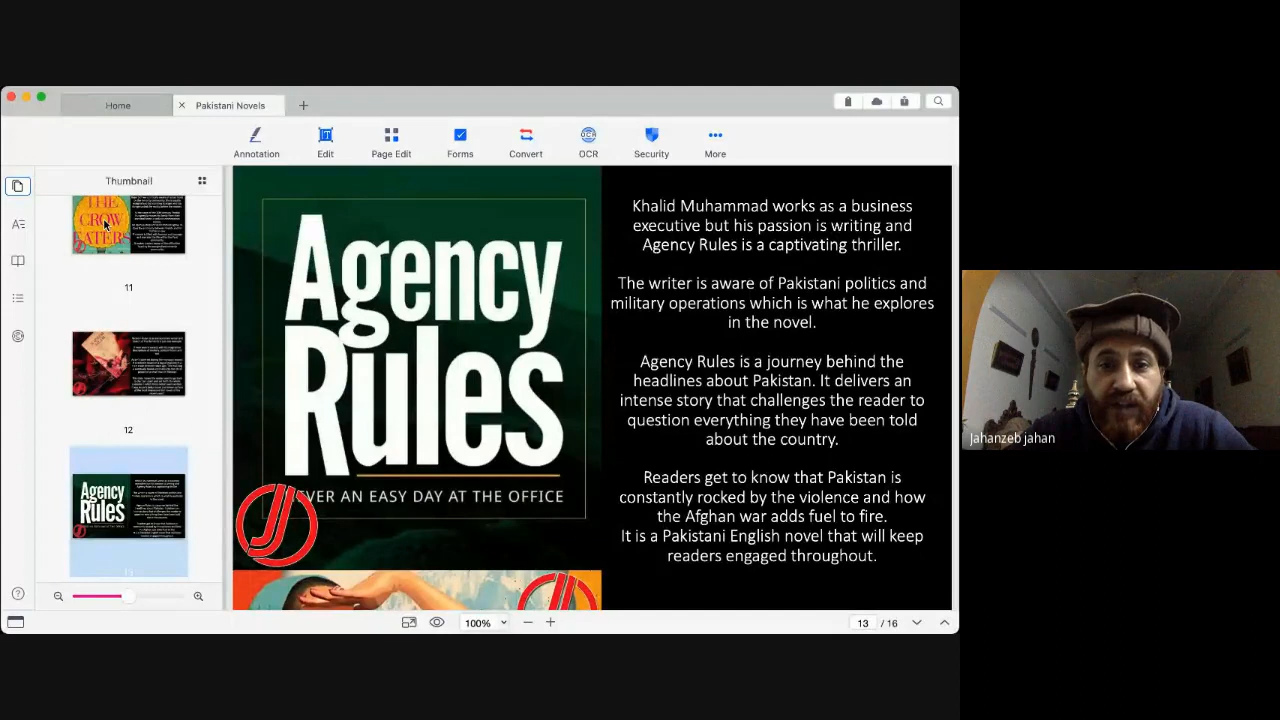 Home
Pakistani Novels
Annotation
Edit
Page Edit
Forms
Convert
OCR
OCR
Security
More
Thumbnail
THE
CROW
EATERS
11
12
Agency
Rules
13
Agency
Rules
VER AN EASY DAY AT THE OFFICE
Khalid Muhammad works as a business
executive but his passion is writing and
Agency Rules is a captivating thriller.
The writer is aware of Pakistani politics and
military operations which is what he explores
in the novel.
Agency Rules is a journey behind the
headlines about Pakistan. It delivers an
intense story that challenges the reader to
question everything they have been told
about the country.
Readers get to know that Pakistan is
constantly rocked by the violence and how
the Afghan war adds fuel to fire.
It is a Pakistani English novel that will keep
readers engaged throughout.
Jahanzeb jahan
100%
13 / 16